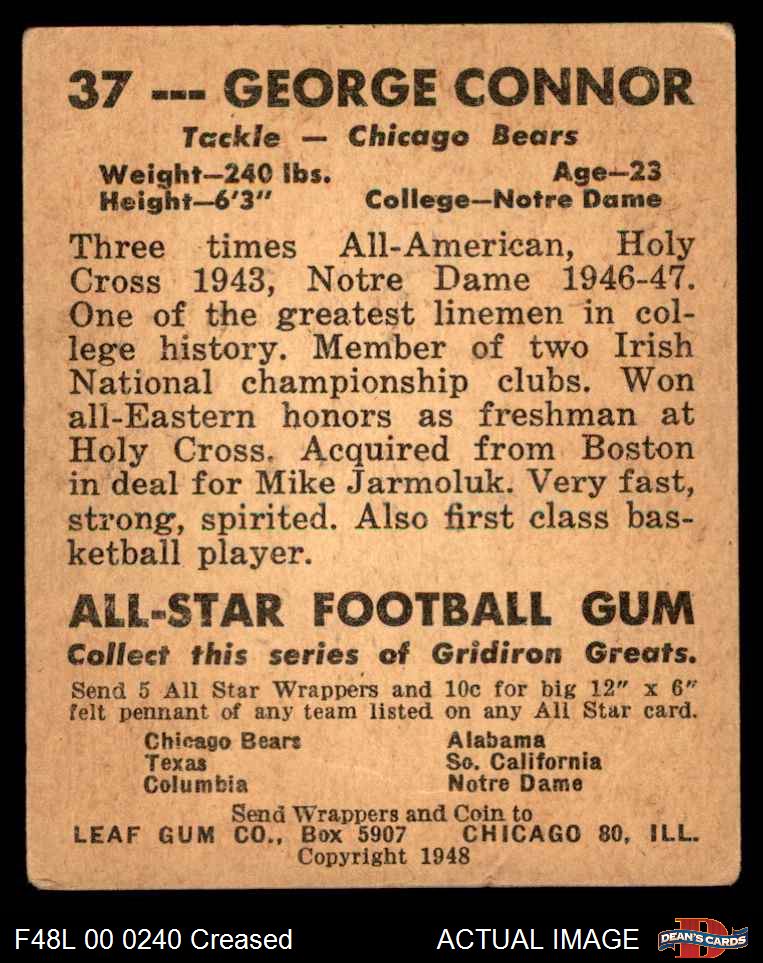 37 --- GEORGE CONNOR
Tackle — Chicago Bears
Weight—240 lbs. Age—23
Height—6'3" College—Notre Dame
Three times All-American, Holy
Cross 1943, Notre Dame 1946-47.
One of the greatest linemen in col-
lege history. Member of two Irish
National championship clubs. Won
all-Eastern honors as freshman at
Holy Cross. Acquired from Boston
in deal for Mike Jarmoluk. Very fast,
strong, spirited. Also first class bas-
ketball player.
ALL-STAR FOOTBALL GUM
Collect this series of Gridiron Greats.
Send 5 All Star Wrappers and 10c for big 12" x 6"
felt pennant of any team listed on any All Star card.
Chicago Bears Alabama
Texas So. California
Columbia Notre Dame
Send Wrappers and Coin to
LEAF GUM CO., Box 5907 CHICAGO 80, ILL.
Copyright 1948
F48L 00 0240 Creased ACTUAL IMAGE
D
DEAN'S CARDS